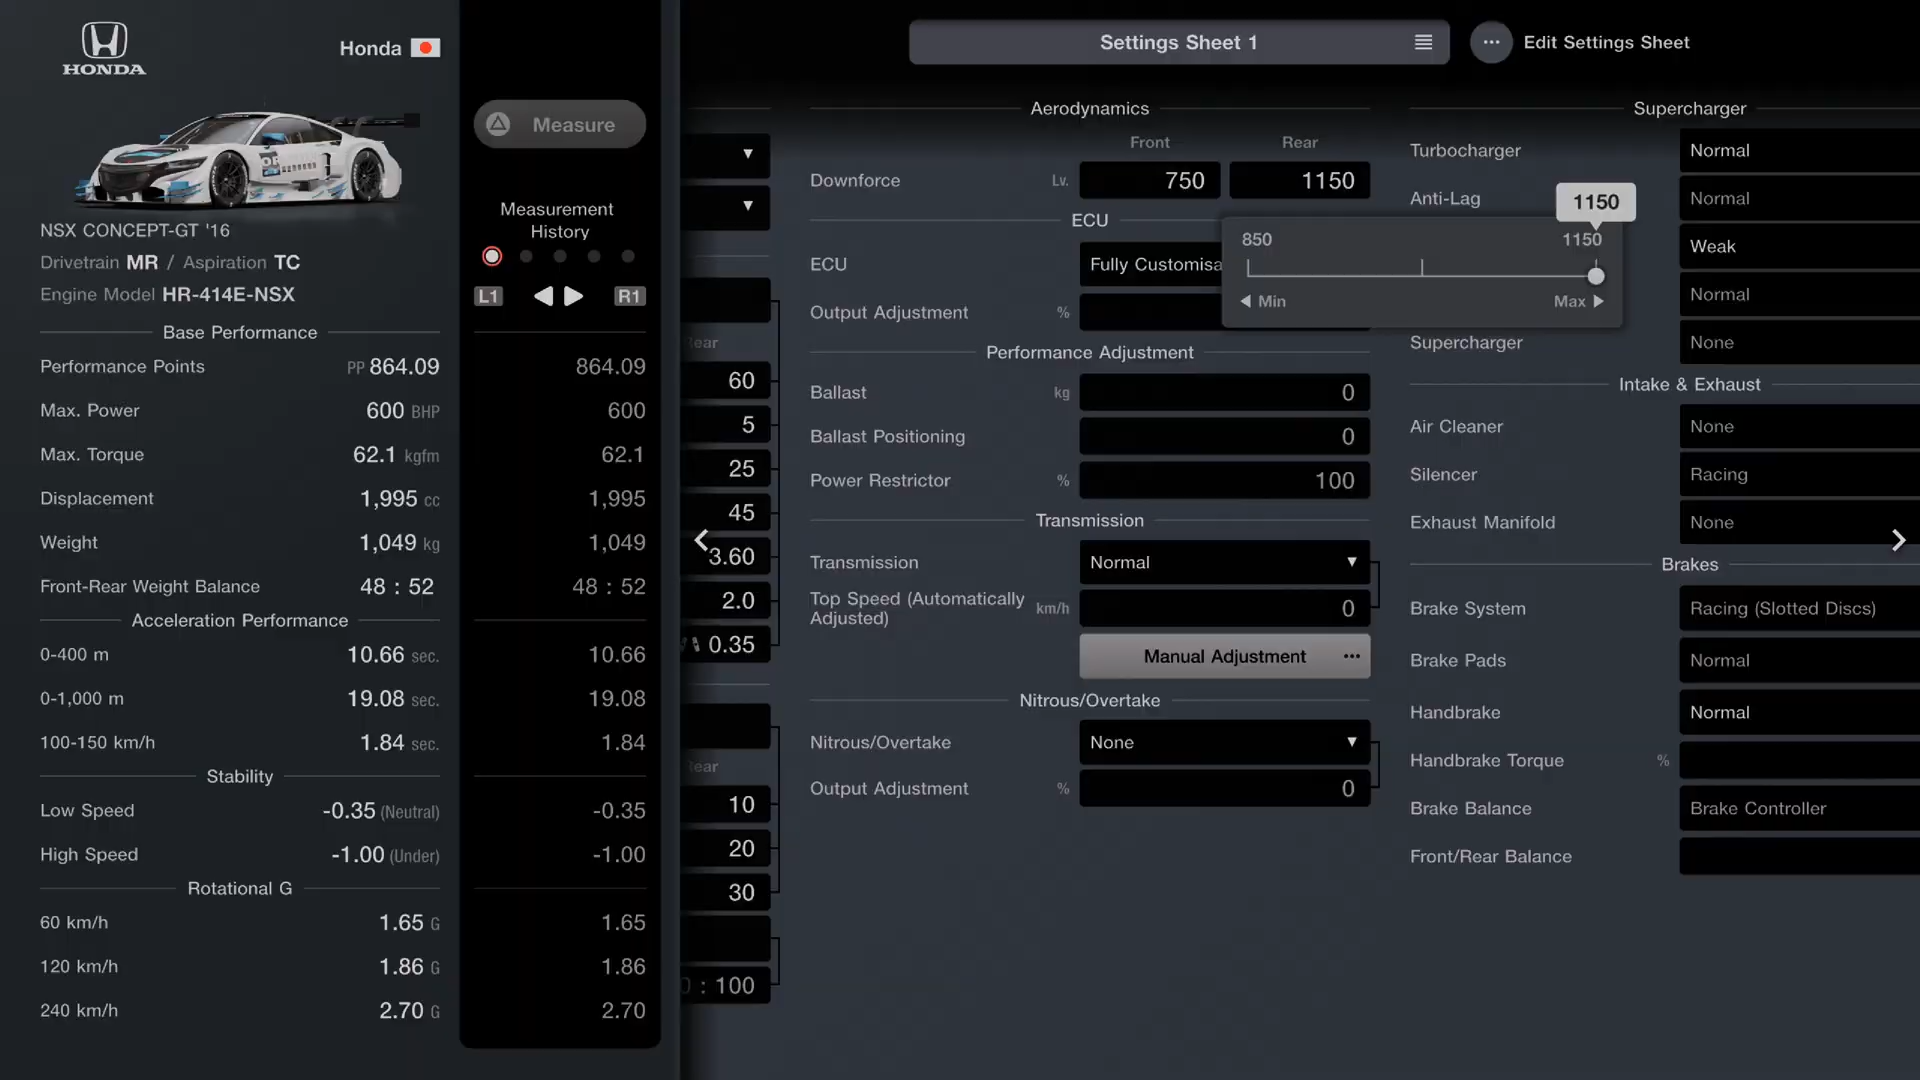 HONDA
Honda
NSX CONCEPT-GT '16
Drivetrain MR / Aspiration TC
Engine Model HR-414E-NSX
Base Performance
Performance Points PP 864.09
Max. Power 600 BHP
Max. Torque 62.1 kgfm
Displacement 1,995 cc
Weight 1,049 kg
Front-Rear Weight Balance 48 : 52
Acceleration Performance
0-400 m 10.66 sec.
0-1,000 m 19.08 sec.
100-150 km/h 1.84 sec.
Stability
Low Speed -0.35 (Neutral)
High Speed -1.00 (Under)
Rotational G
60 km/h 1.65 G
120 km/h 1.86 G
240 km/h 2.70 G
Measure
Measurement
History
L1 R1
864.09
600
62.1
1,995
1,049
48 : 52
10.66
19.08
1.84
-0.35
-1.00
1.65
1.86
2.70
Settings Sheet 1
Edit Settings Sheet
Rear
60
5
25
45
3.60
2.0
0.35
Rear
10
20
30
: 100
Aerodynamics
Front Rear
Downforce Lv. 750 1150
ECU
ECU Fully Customisa
Output Adjustment %
Performance Adjustment
Ballast kg 0
Ballast Positioning 0
Power Restrictor % 100
Transmission
Transmission Normal
Top Speed (Automatically
Adjusted) km/h 0
Manual Adjustment
Nitrous/Overtake
Nitrous/Overtake None
Output Adjustment % 0
1150
850 1150
Min Max
Supercharger
Turbocharger Normal
Anti-Lag Normal
Weak
Normal
Supercharger None
Intake & Exhaust
Air Cleaner None
Silencer Racing
Exhaust Manifold None
Brakes
Brake System Racing (Slotted Discs)
Brake Pads Normal
Handbrake Normal
Handbrake Torque %
Brake Balance Brake Controller
Front/Rear Balance